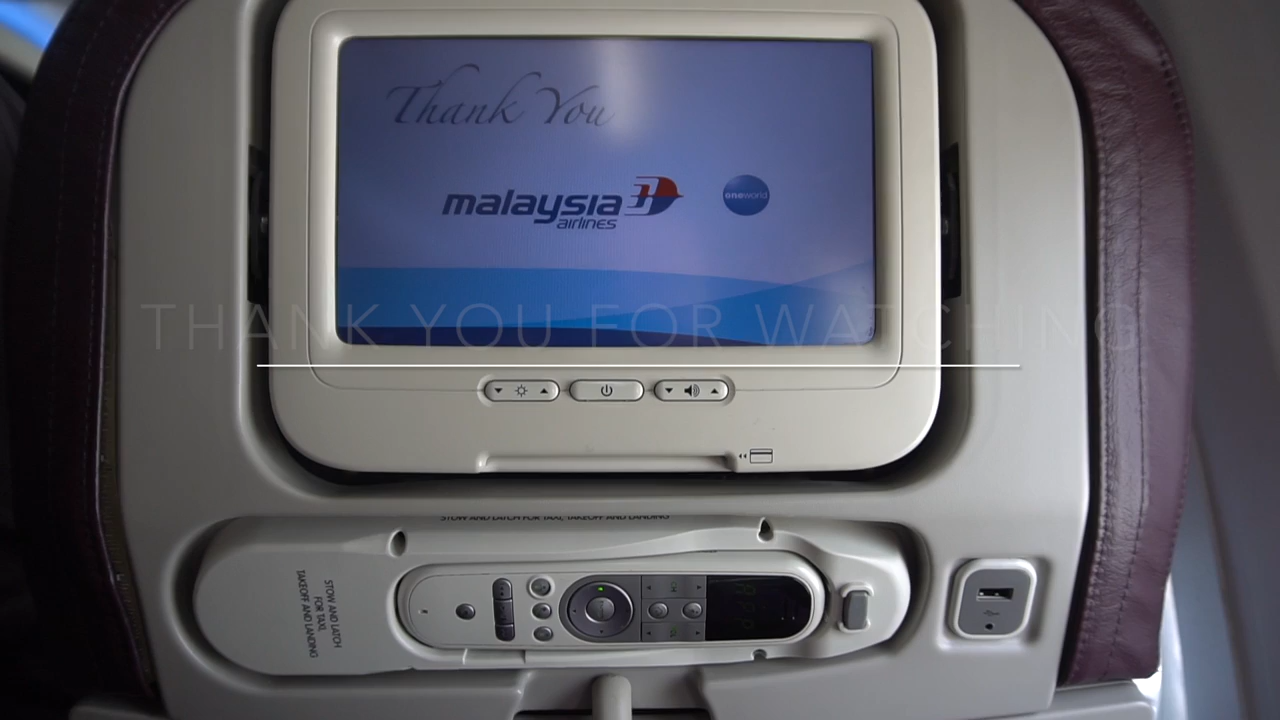 Thank You
malaysia
airlines
oneworld
THANK YOU FOR WATCHING
STOW AND LATCH FOR TAXI, TAKEOFF AND LANDING
STOW AND LATCH
FOR TAXI
TAKEOFF AND LANDING